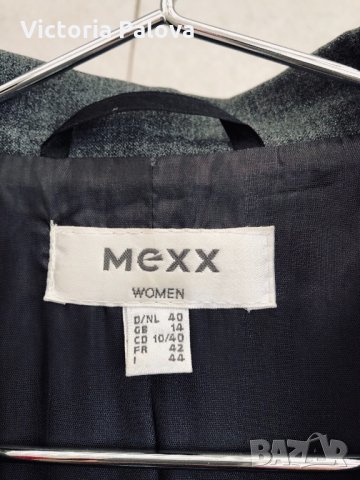 Victoria Palova
MEXX
WOMEN
D/NL 40
GB 14
CD 10/40
FR 42
I 44
BAZAR